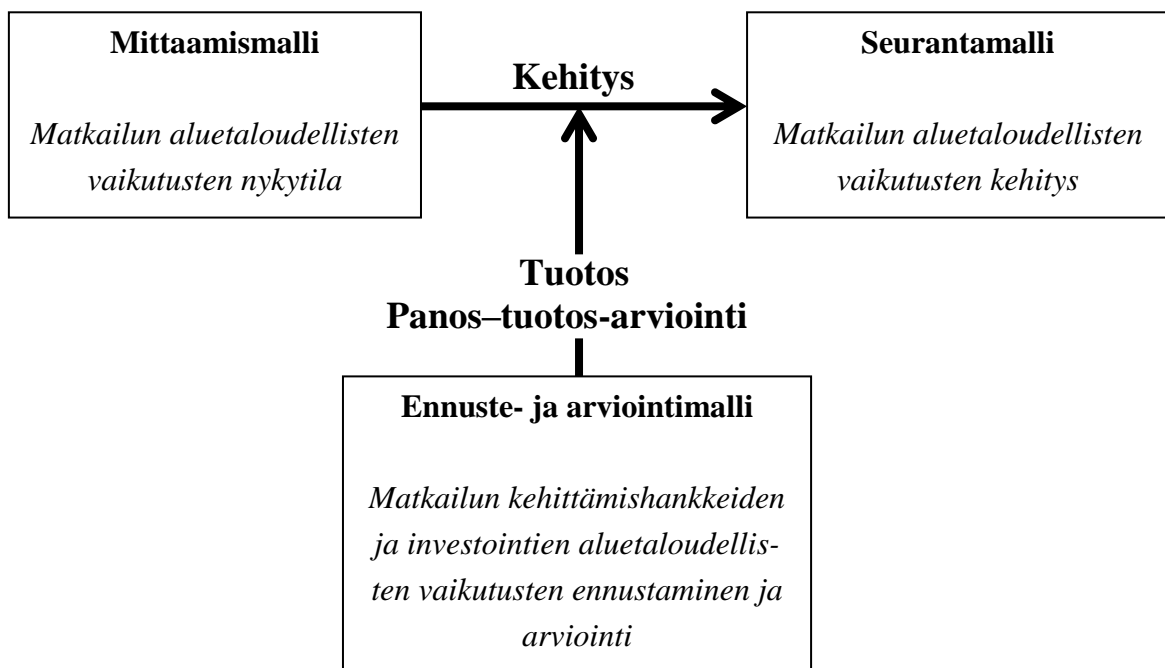 Mittaamismalli
Matkailun aluetaloudellisten
vaikutusten nykytila
Kehitys
Seurantamalli
Matkailun aluetaloudellisten
vaikutusten kehitys
Tuotos
Panos–tuotos-arviointi
Ennuste- ja arviointimalli
Matkailun kehittämishankkeiden
ja investointien aluetaloudellis-
ten vaikutusten ennustaminen ja
arviointi